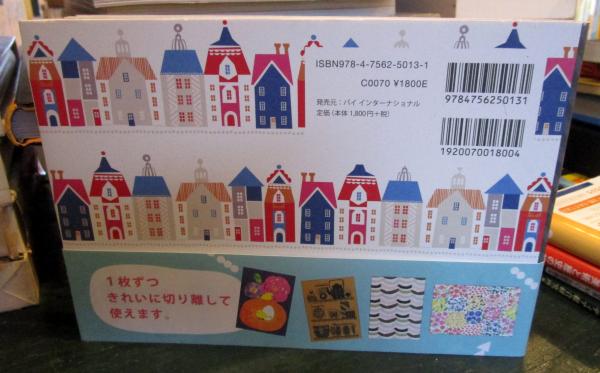 ISBN978-4-7562-5013-1
C0070 ¥1800E
発売元：パイ インターナショナル
定価（本体1,800円＋税）
9784756250131
1920070018004
1枚ずつ
きれいに切り離して
使えます。